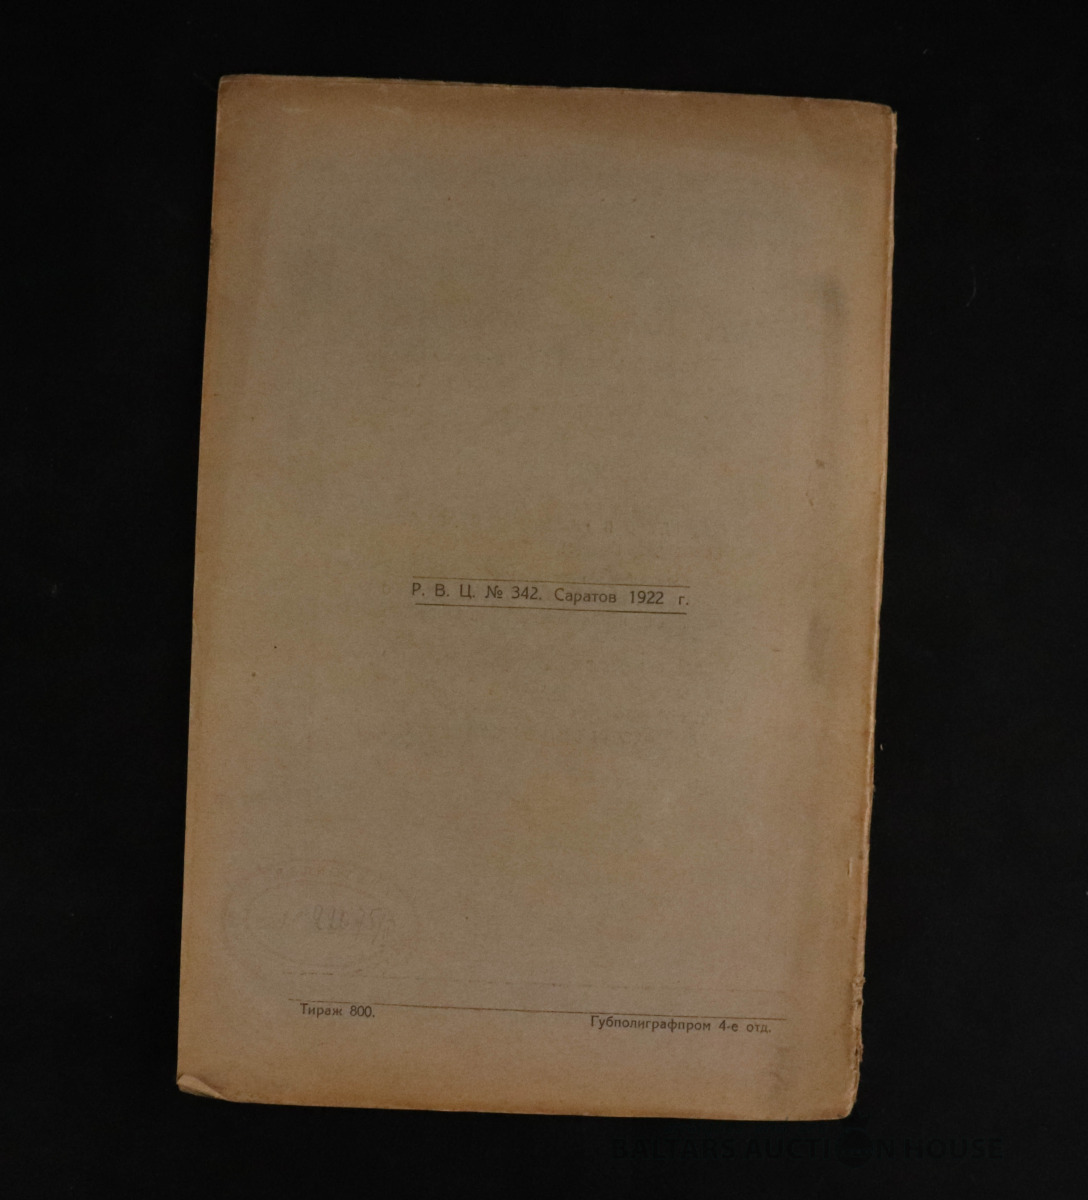 Р. В. Ц. № 342. Саратов 1922 г.
Тираж 800.
Губполиграфпром 4-е отд.
BALTARS AUCTION HOUSE